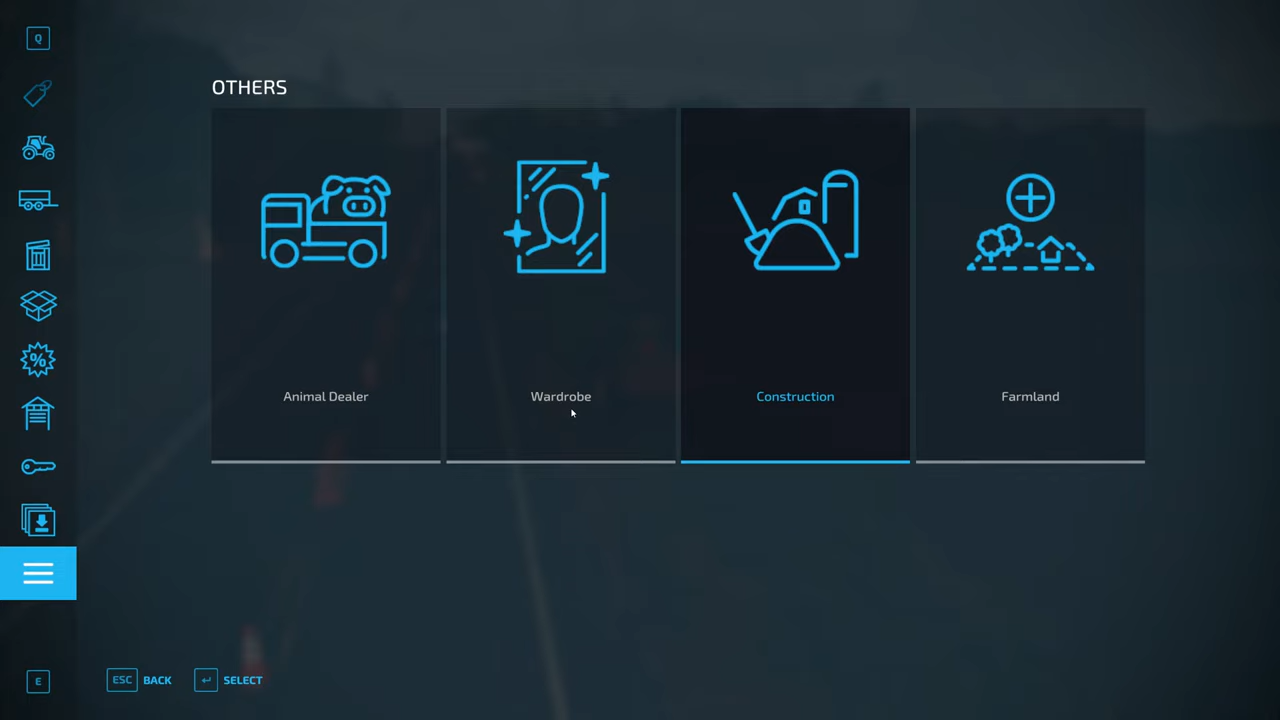 Q
OTHERS
%
Animal Dealer
Wardrobe
Construction
Farmland
E
ESC BACK
SELECT